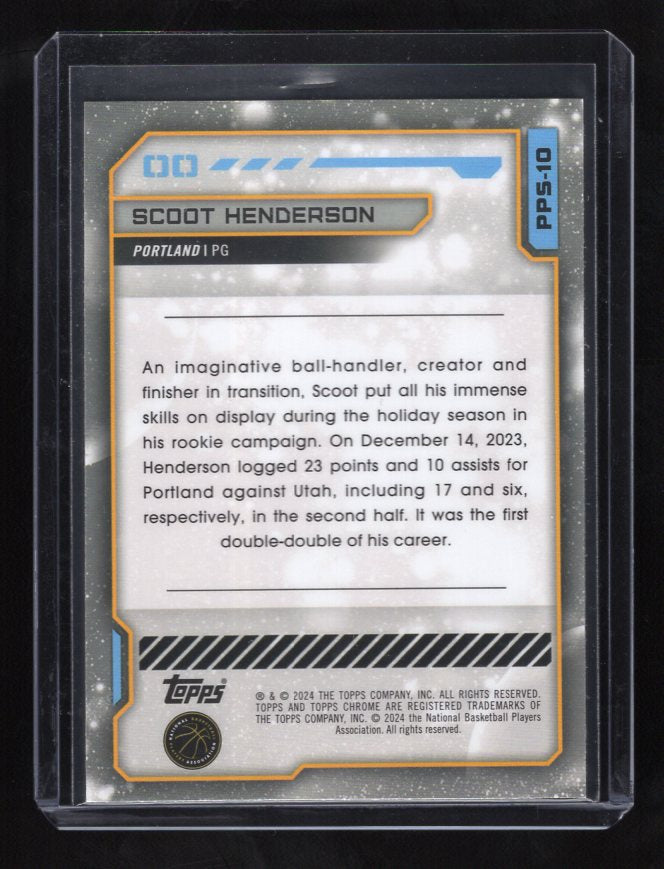 00
PPS-10
SCOOT HENDERSON
PORTLAND | PG
An imaginative ball-handler, creator and
finisher in transition, Scoot put all his immense
skills on display during the holiday season in
his rookie campaign. On December 14, 2023,
Henderson logged 23 points and 10 assists for
Portland against Utah, including 17 and six,
respectively, in the second half. It was the first
double-double of his career.
topps®
NATIONAL BASKETBALL
PLAYERS ASSOCIATION
® & © 2024 THE TOPPS COMPANY, INC. ALL RIGHTS RESERVED.
TOPPS AND TOPPS CHROME ARE REGISTERED TRADEMARKS OF
THE TOPPS COMPANY, INC. © 2024 the National Basketball Players
Association. All rights reserved.